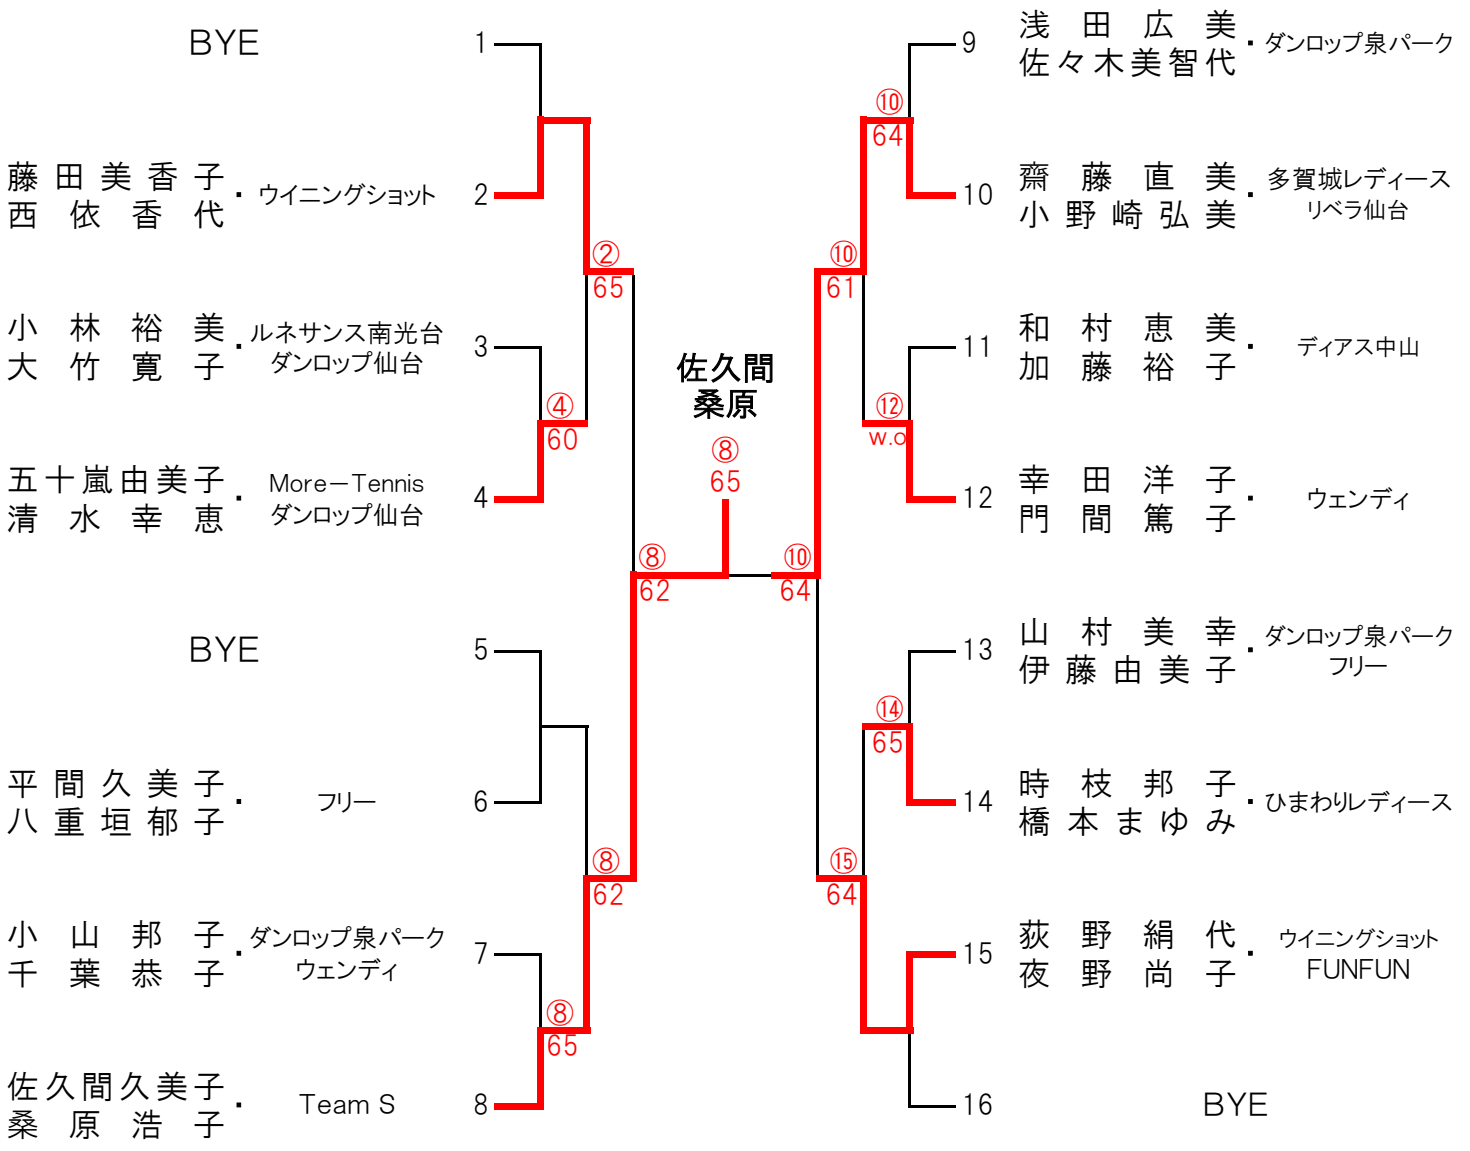 BYE 1
藤田美香子
西依香代
・ ウイニングショット 2
②
65
小林裕美
大竹寛子
・ ルネサンス南光台
ダンロップ仙台
3
④
60
五十嵐由美子
清水幸恵
・ More－Tennis
ダンロップ仙台
4
⑧
62
BYE 5
平間久美子
八重垣郁子
・ フリー 6
⑧
62
小山邦子
千葉恭子
・ ダンロップ泉パーク
ウェンディ
7
⑧
65
佐久間久美子
桑原浩子
・ Team S 8
佐久間
桑原
⑧
65
9 浅田広美
佐々木美智代
・ ダンロップ泉パーク
⑩
64
10 齋藤直美
小野崎弘美
・ 多賀城レディース
リベラ仙台
⑩
61
11 和村恵美
加藤裕子
・ ディアス中山
⑫
w.o
12 幸田洋子
門間篤子
・ ウェンディ
⑩
64
13 山村美幸
伊藤由美子
・ ダンロップ泉パーク
フリー
⑭
65
14 時枝邦子
橋本まゆみ
・ ひまわりレディース
⑮
64
15 荻野絹代
夜野尚子
・ ウイニングショット
FUNFUN
16 BYE